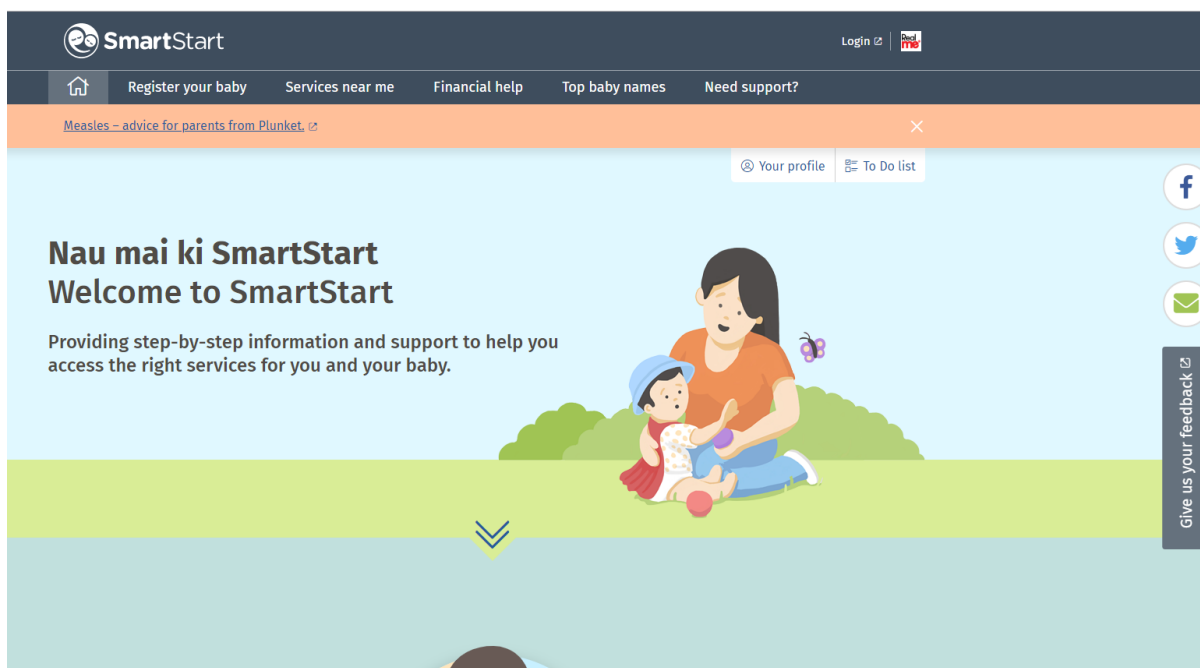 SmartStart
Login
Real me
Register your baby
Services near me
Financial help
Top baby names
Need support?
Measles – advice for parents from Plunket.
Your profile
To Do list
Nau mai ki SmartStart
Welcome to SmartStart
Providing step-by-step information and support to help you
access the right services for you and your baby.
Give us your feedback